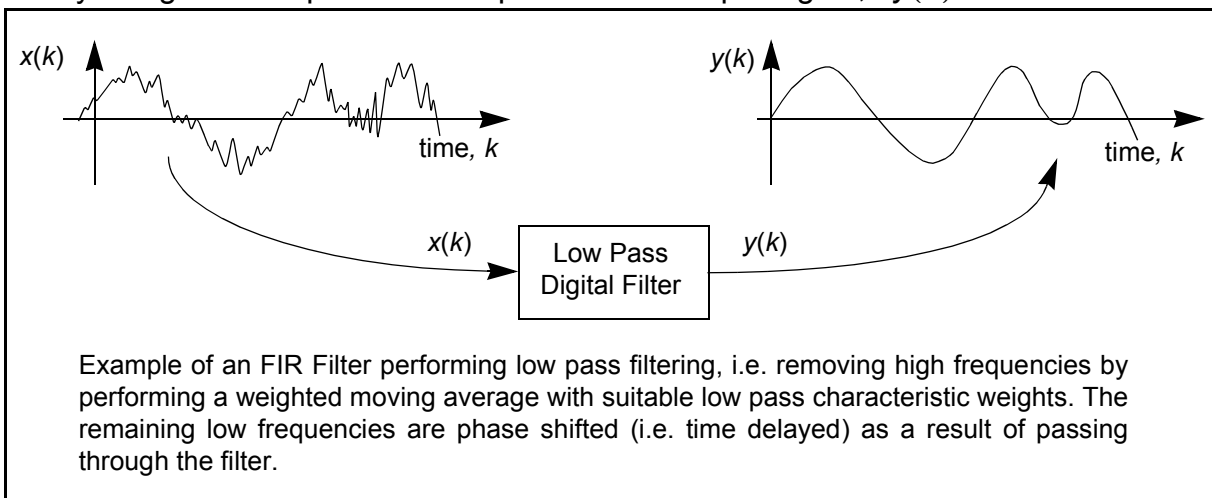 x(k)
time, k
y(k)
time, k
x(k)
Low Pass
Digital Filter
y(k)
Example of an FIR Filter performing low pass filtering, i.e. removing high frequencies by
performing a weighted moving average with suitable low pass characteristic weights. The
remaining low frequencies are phase shifted (i.e. time delayed) as a result of passing
through the filter.